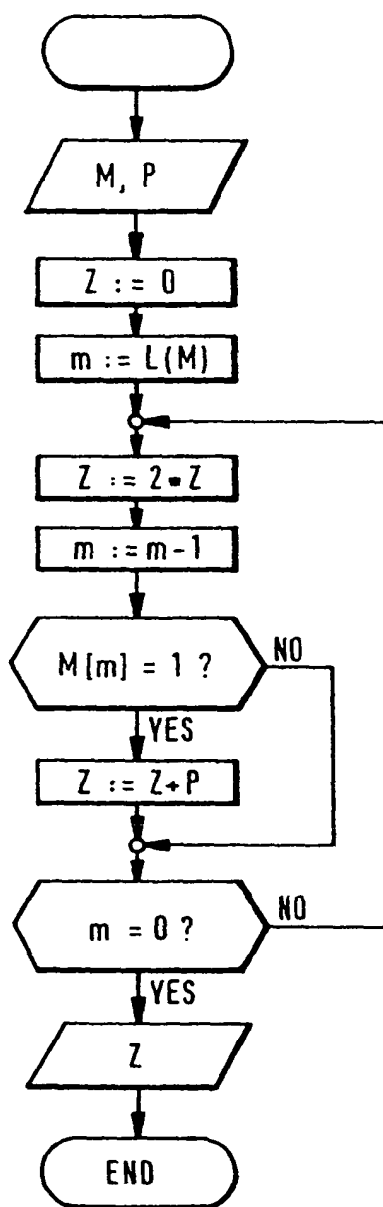 M, P
Z := 0
m := L(M)
Z := 2*Z
m := m-1
M[m] = 1 ?
NO
YES
Z := Z+P
m = 0 ?
NO
YES
Z
END